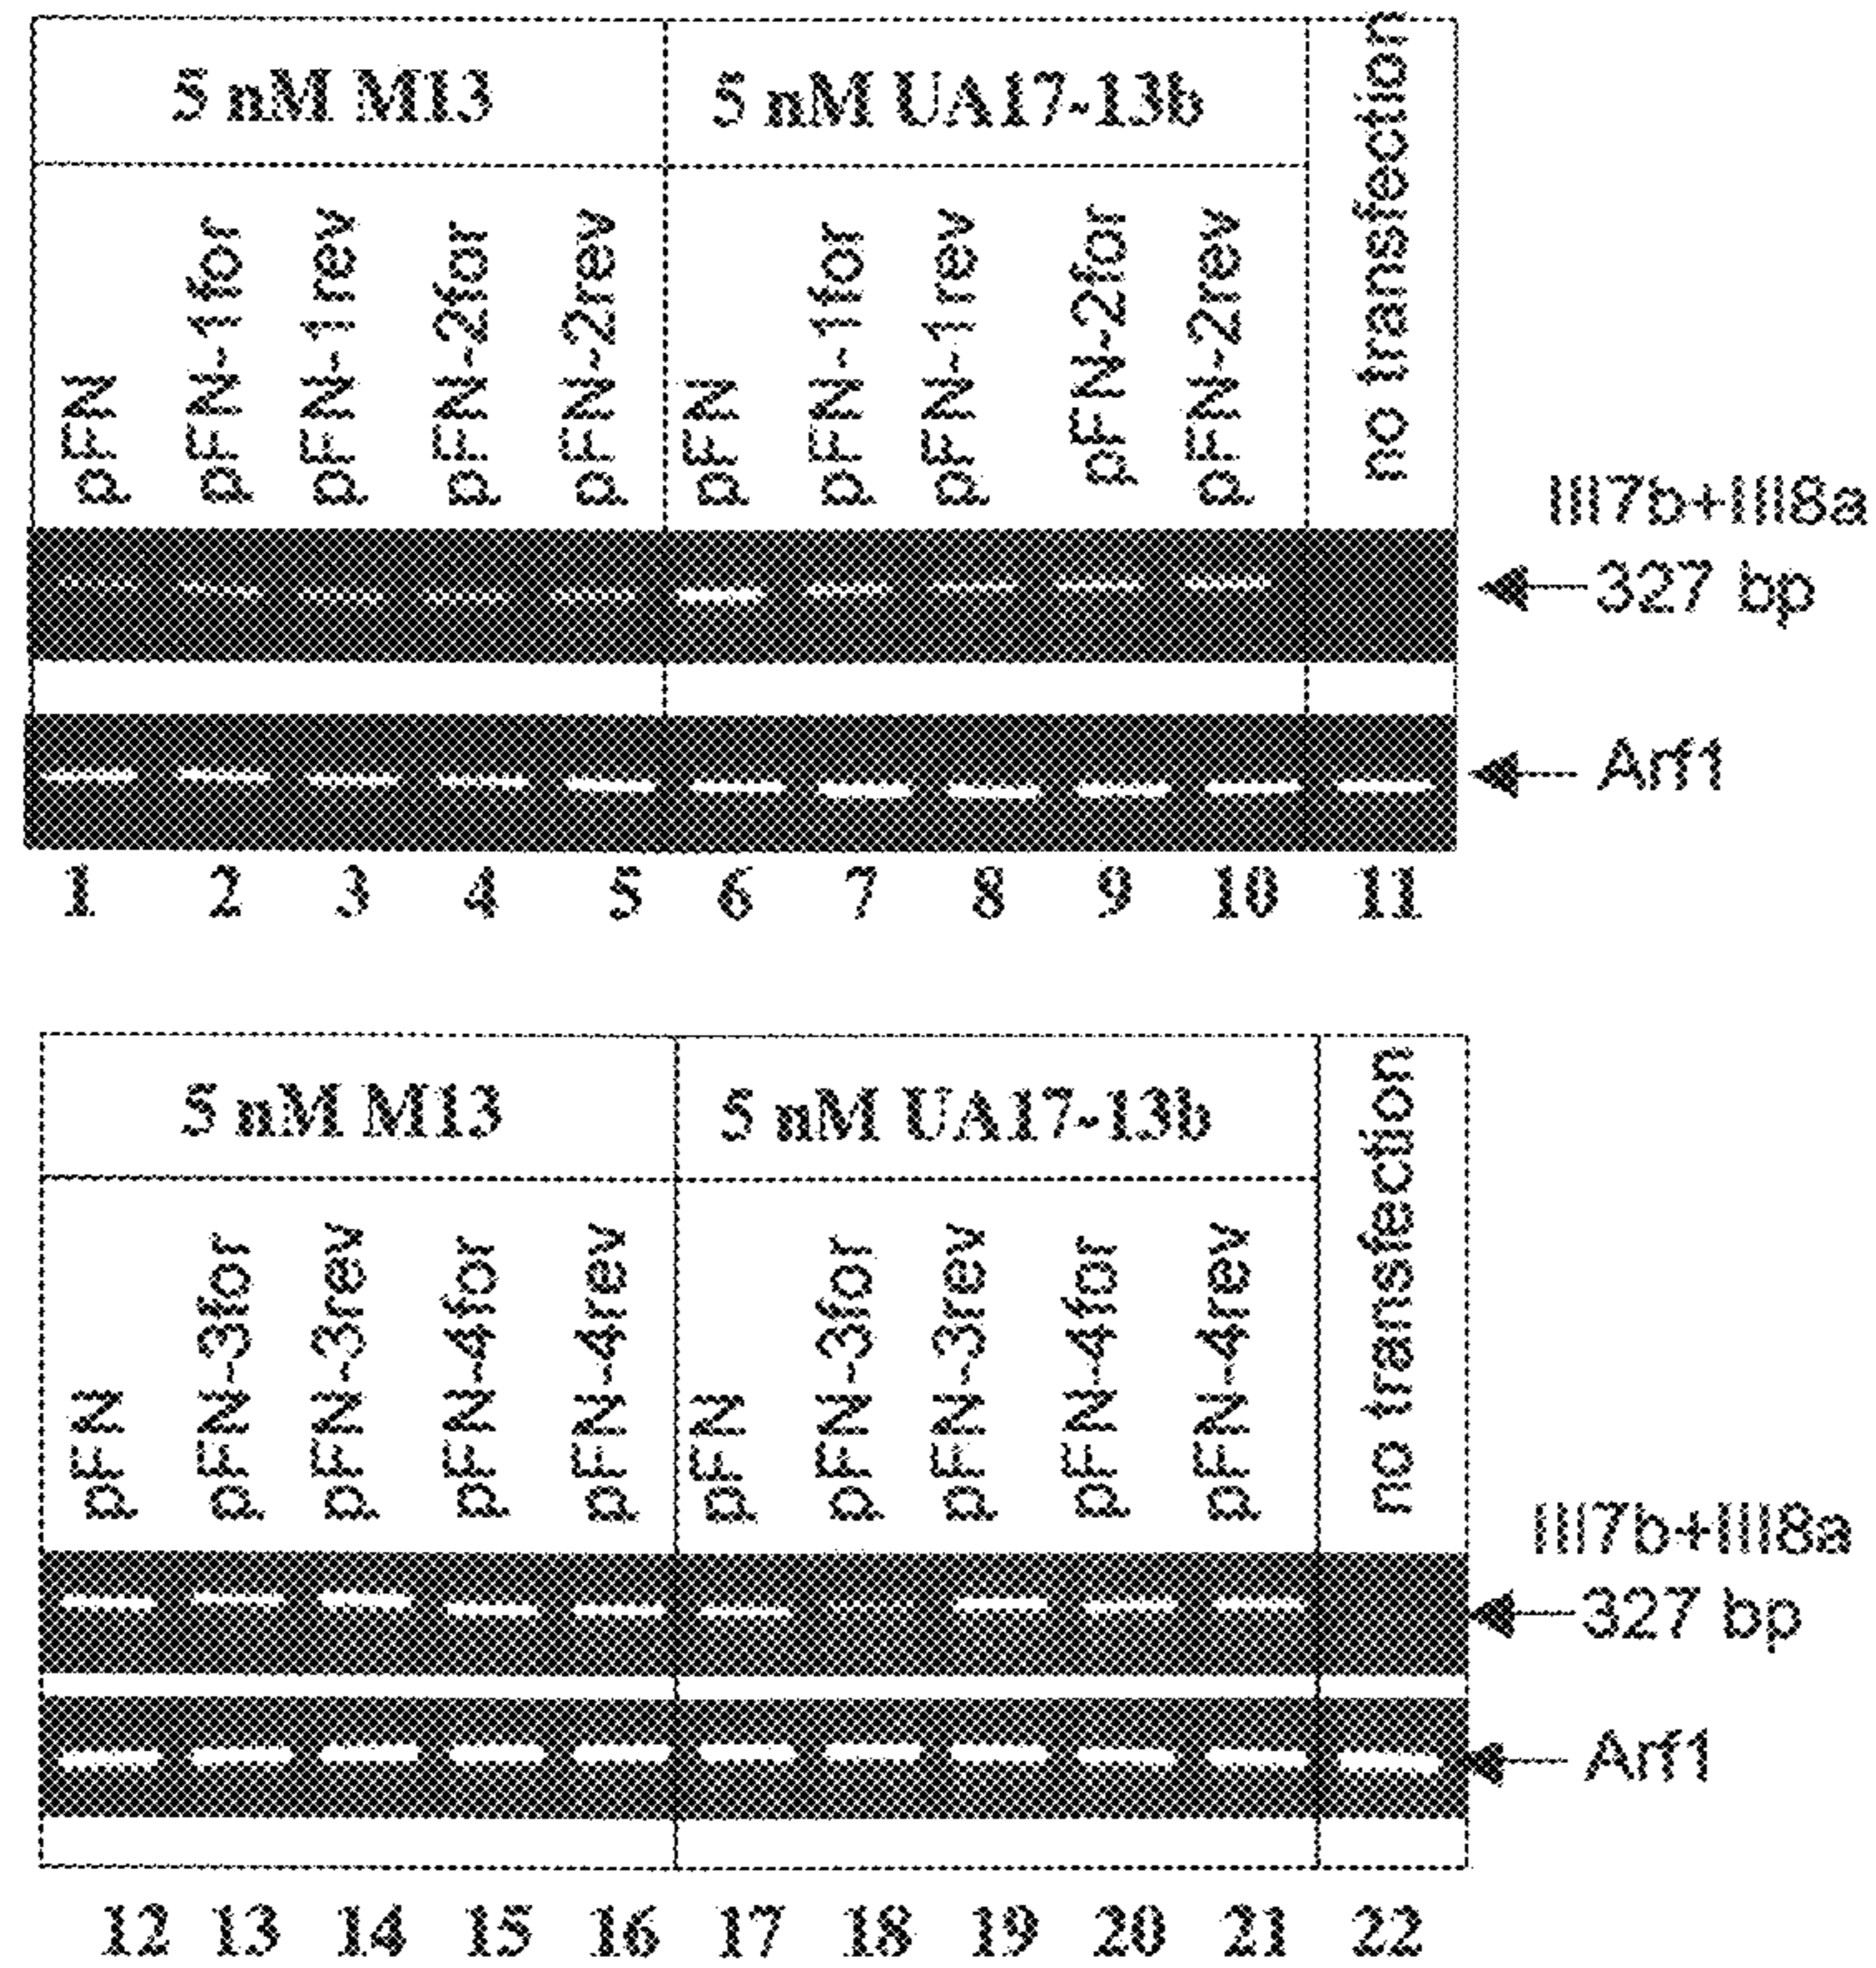 5 nM M13
5 nM UA17-13b
no transfection
pFN
pFN-1for
pFN-1rev
pFN-2for
pFN-2rev
pFN
pFN-1for
pFN-1rev
pFN-2for
pFN-2rev
III7b+III8a
327 bp
Arf1
1 2 3 4 5 6 7 8 9 10 11
5 nM M13
5 nM UA17-13b
no transfection
pFN
pFN-3for
pFN-3rev
pFN-4for
pFN-4rev
pFN
pFN-3for
pFN-3rev
pFN-4for
pFN-4rev
III7b+III8a
327 bp
Arf1
12 13 14 15 16 17 18 19 20 21 22